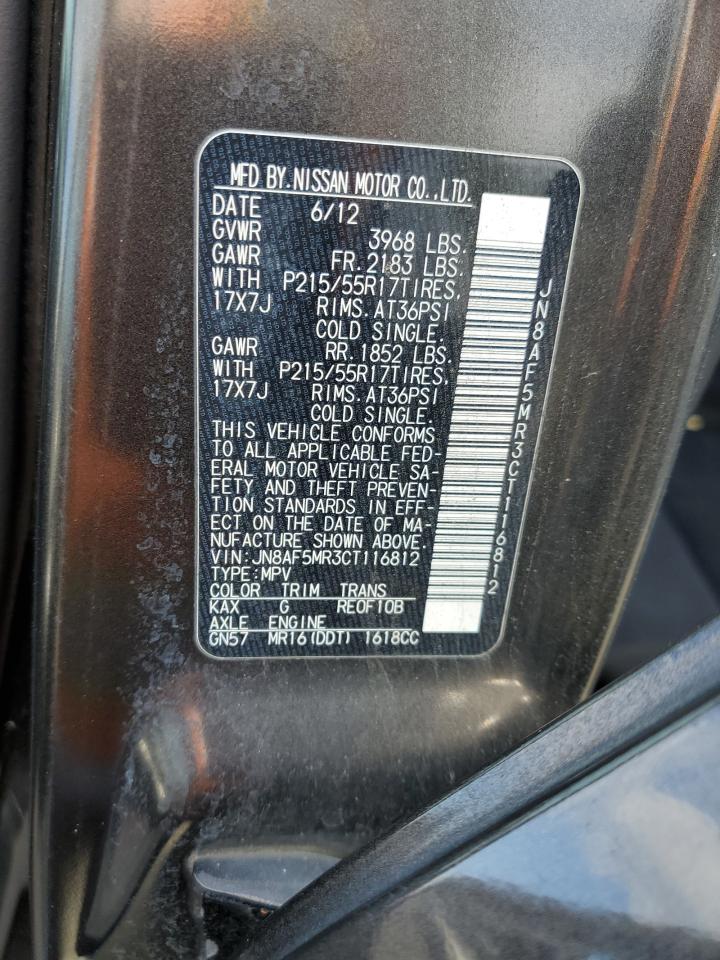 MFD BY.NISSAN MOTOR CO.,LTD.
DATE 6/12
GVWR 3968 LBS.
GAWR FR.2183 LBS.
WITH P215/55R17TIRES,
17X7J RIMS.AT36PSI
COLD SINGLE.
GAWR RR.1852 LBS.
WITH P215/55R17TIRES,
17X7J RIMS.AT36PSI
COLD SINGLE.
THIS VEHICLE CONFORMS
TO ALL APPLICABLE FED-
ERAL MOTOR VEHICLE SA-
FETY AND THEFT PREVEN-
TION STANDARDS IN EFF-
ECT ON THE DATE OF MA-
NUFACTURE SHOWN ABOVE.
VIN:JN8AF5MR3CT116812
TYPE:MPV
COLOR TRIM TRANS
KAX G RE0F10B
AXLE ENGINE
GN57 MR16(DDT) 1618CC
JN8AF5MR3CT116812